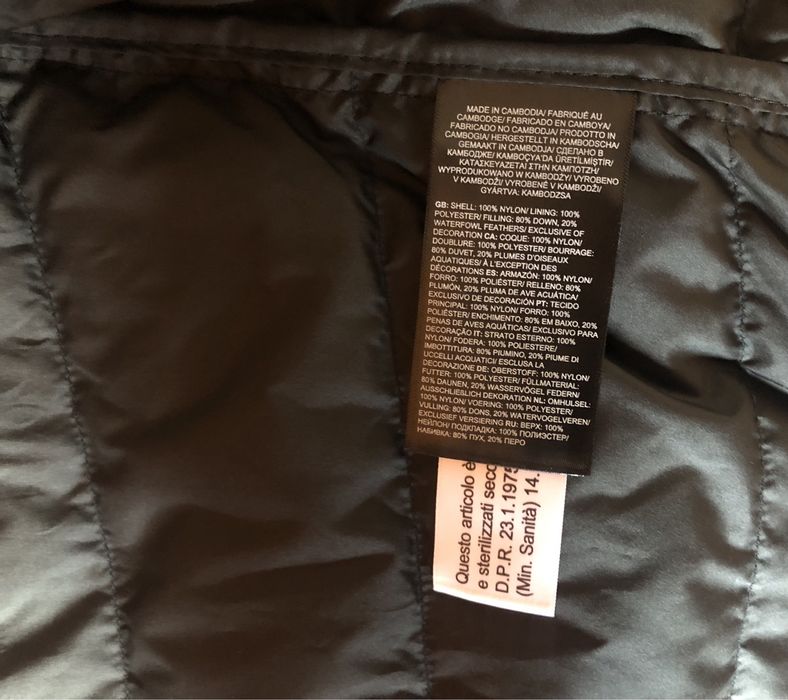 MADE IN CAMBODIA/ FABRIQUÉ AU
CAMBODGE/ FABRICADO EN CAMBOYA/
FABRICADO NO CAMBODJA/ PRODOTTO IN
CAMBOGIA/ HERGESTELLT IN KAMBODSCHA/
GEMAAKT IN CAMBODJA/ СДЕЛАНО В
КАМБОДЖЕ/ KAMBOÇYA'DA ÜRETİLMİŞTİR/
ΚΑΤΑΣΚΕΥΑΖΕΤΑΙ ΣΤΗΝ ΚΑΜΠΟΤΖΗ/
WYPRODUKOWANO W KAMBODŻY/ VYROBENO
V KAMBODŽI/ VYROBENÉ V KAMBODŽI/
GYÁRTVA: KAMBODZSA
GB: SHELL: 100% NYLON/ LINING: 100%
POLYESTER/ FILLING: 80% DOWN, 20%
WATERFOWL FEATHERS/ EXCLUSIVE OF
DECORATION CA: COQUE: 100% NYLON/
DOUBLURE: 100% POLYESTER/ BOURRAGE:
80% DUVET, 20% PLUMES D'OISEAUX
AQUATIQUES/ À L'EXCEPTION DES
DÉCORATIONS ES: ARMAZÓN: 100% NYLON/
FORRO: 100% POLIÉSTER/ RELLENO: 80%
PLUMÓN, 20% PLUMA DE AVE ACUÁTICA/
EXCLUSIVO DE DECORACIÓN PT: TECIDO
PRINCIPAL: 100% NYLON/ FORRO: 100%
POLIÉSTER/ ENCHIMENTO: 80% EM BAIXO, 20%
PENAS DE AVES AQUÁTICAS/ EXCLUSIVO PARA
DECORAÇÃO IT: STRATO ESTERNO: 100%
NYLON/ FODERA: 100% POLIESTERE/
IMBOTTITURA: 80% PIUMINO, 20% PIUME DI
UCCELLI ACQUATICI/ ESCLUSA LA
DECORAZIONE DE: OBERSTOFF: 100% NYLON/
FUTTER: 100% POLYESTER/ FÜLLMATERIAL:
80% DAUNEN, 20% WASSERVÖGEL FEDERN/
AUSSCHLIESSLICH DEKORATION NL: OMHULSEL:
100% NYLON/ VOERING: 100% POLYESTER/
VULLING: 80% DONS, 20% WATERVOGELVEREN/
EXCLUSIEF VERSIERING RU: ВЕРХ: 100%
НЕЙЛОН/ ПОДКЛАДКА: 100% ПОЛИЭСТЕР/
НАБИВКА: 80% ПУХ, 20% ПЕРО
Questo articolo è
e sterilizzati seco
D.P.R. 23.1.1975
(Min. Sanità) 14.